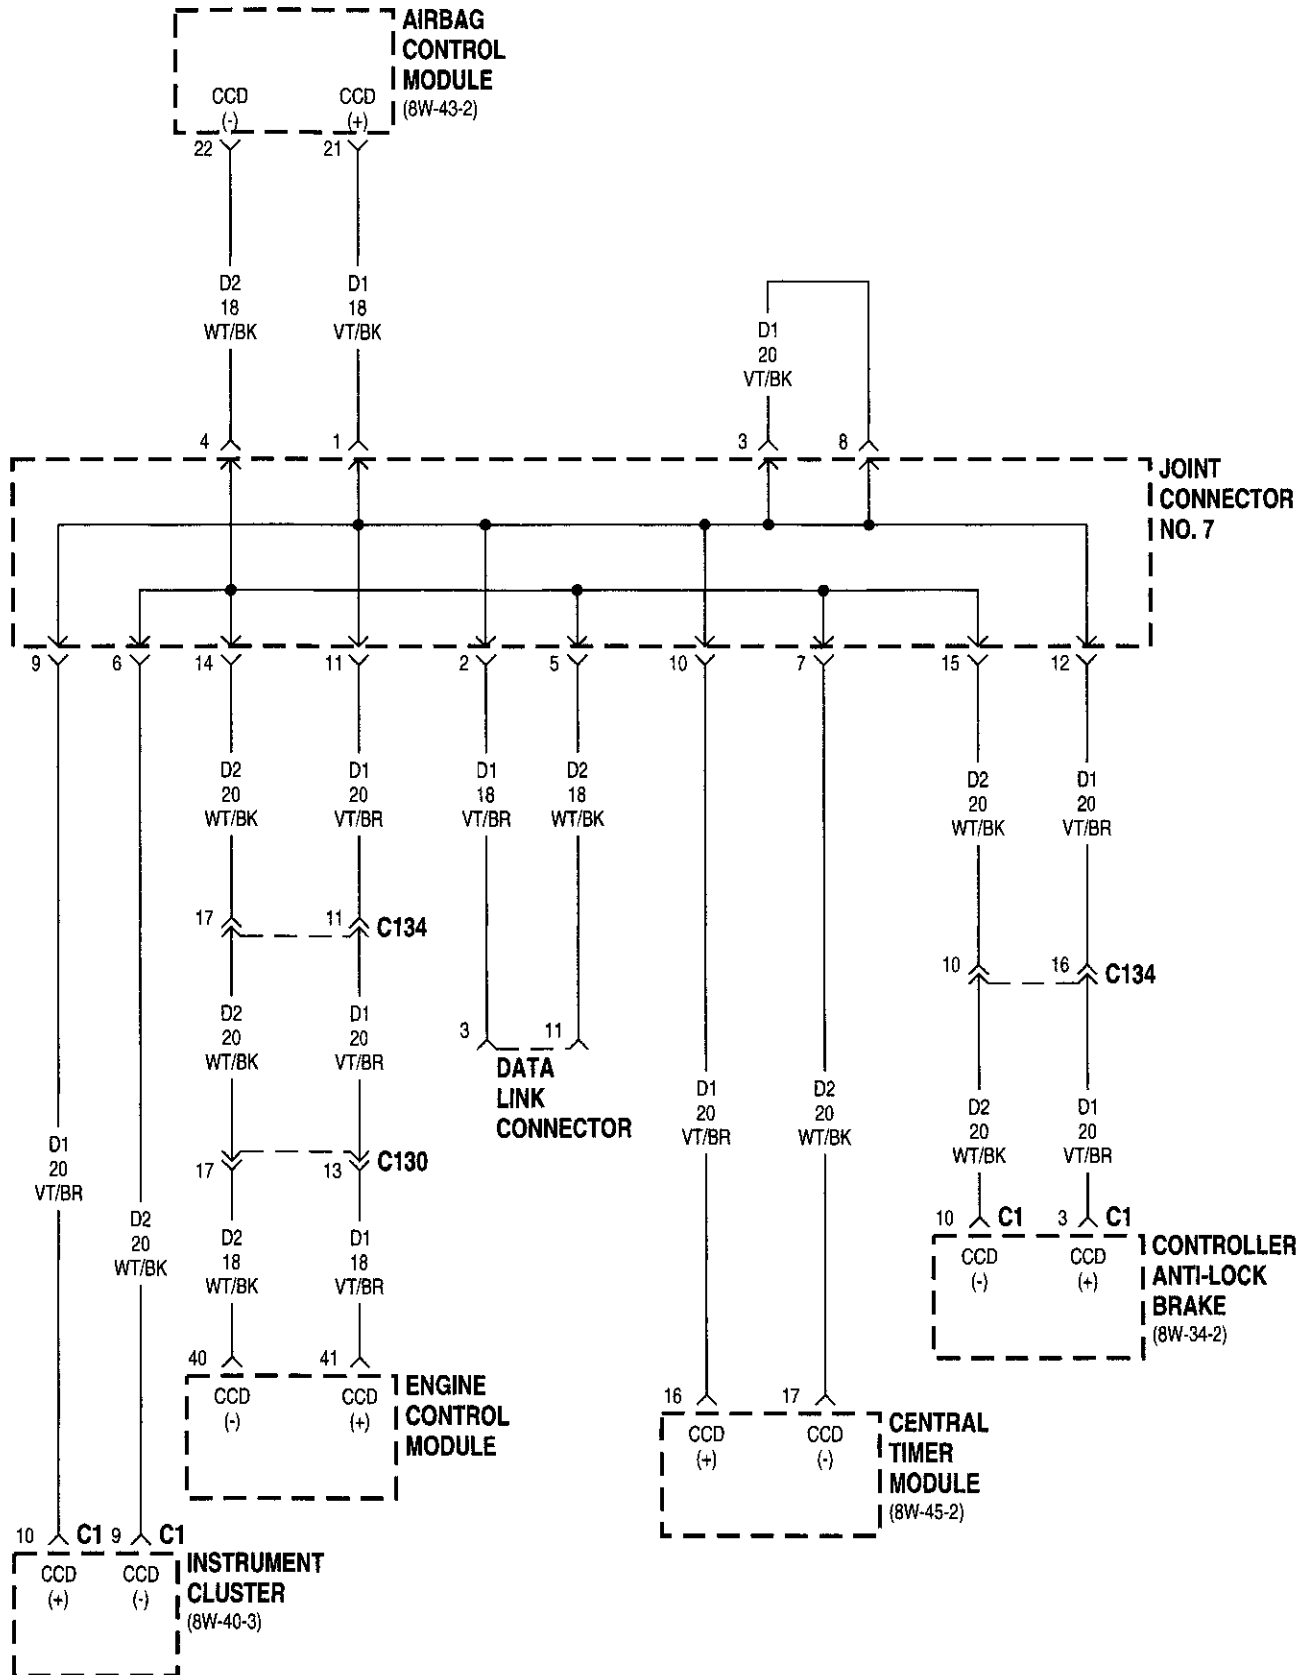 AIRBAG
CONTROL
MODULE
(8W-43-2)
CCD CCD
(-) (+)
22 21
D2 D1
18 18
WT/BK VT/BK
D1
20
VT/BK
4 1 3 8
JOINT
CONNECTOR
NO. 7
9 6 14 11 2 5 10 7 15 12
D2 D1 D1 D2 D2 D1
20 20 18 18 20 20
WT/BK VT/BR VT/BR WT/BK WT/BK VT/BR
17 11 C134
10 16 C134
D2 D1
20 20
WT/BK VT/BR
3 11
DATA
LINK
CONNECTOR
D1 D2
20 20
VT/BR WT/BK
D2 D1
20 20
WT/BK VT/BR
D1
20
VT/BR
17 13 C130
D2
20
WT/BK
D2 D1
18 18
WT/BK VT/BR
10 C1 3 C1
CCD CCD
(-) (+)
CONTROLLER
ANTI-LOCK
BRAKE
(8W-34-2)
40 41
CCD CCD
(-) (+)
ENGINE
CONTROL
MODULE
16 17
CCD CCD
(+) (-)
CENTRAL
TIMER
MODULE
(8W-45-2)
10 C1 9 C1
CCD CCD
(+) (-)
INSTRUMENT
CLUSTER
(8W-40-3)